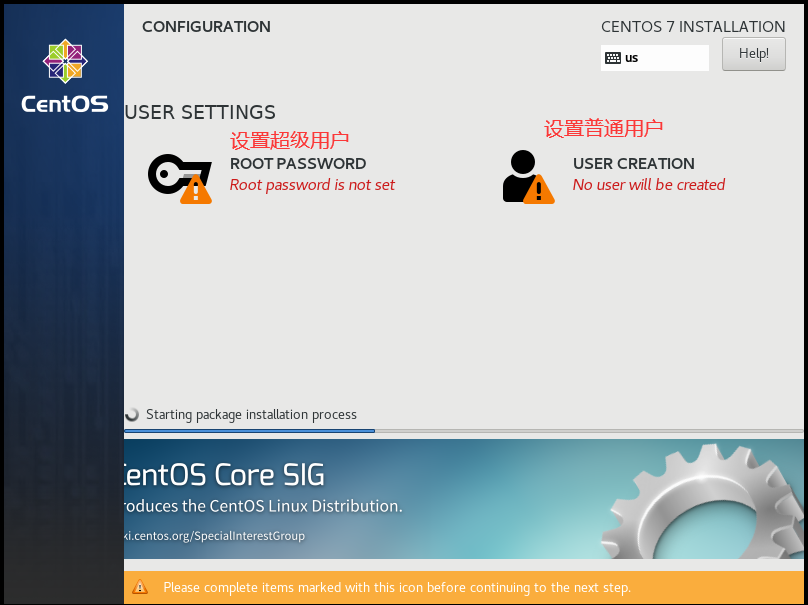 CentOS
CONFIGURATION
CENTOS 7 INSTALLATION
us
Help!
USER SETTINGS
设置超级用户
ROOT PASSWORD
Root password is not set
设置普通用户
USER CREATION
No user will be created
Starting package installation process
CentOS Core SIG
roduces the CentOS Linux Distribution.
ki.centos.org/SpecialInterestGroup
Please complete items marked with this icon before continuing to the next step.